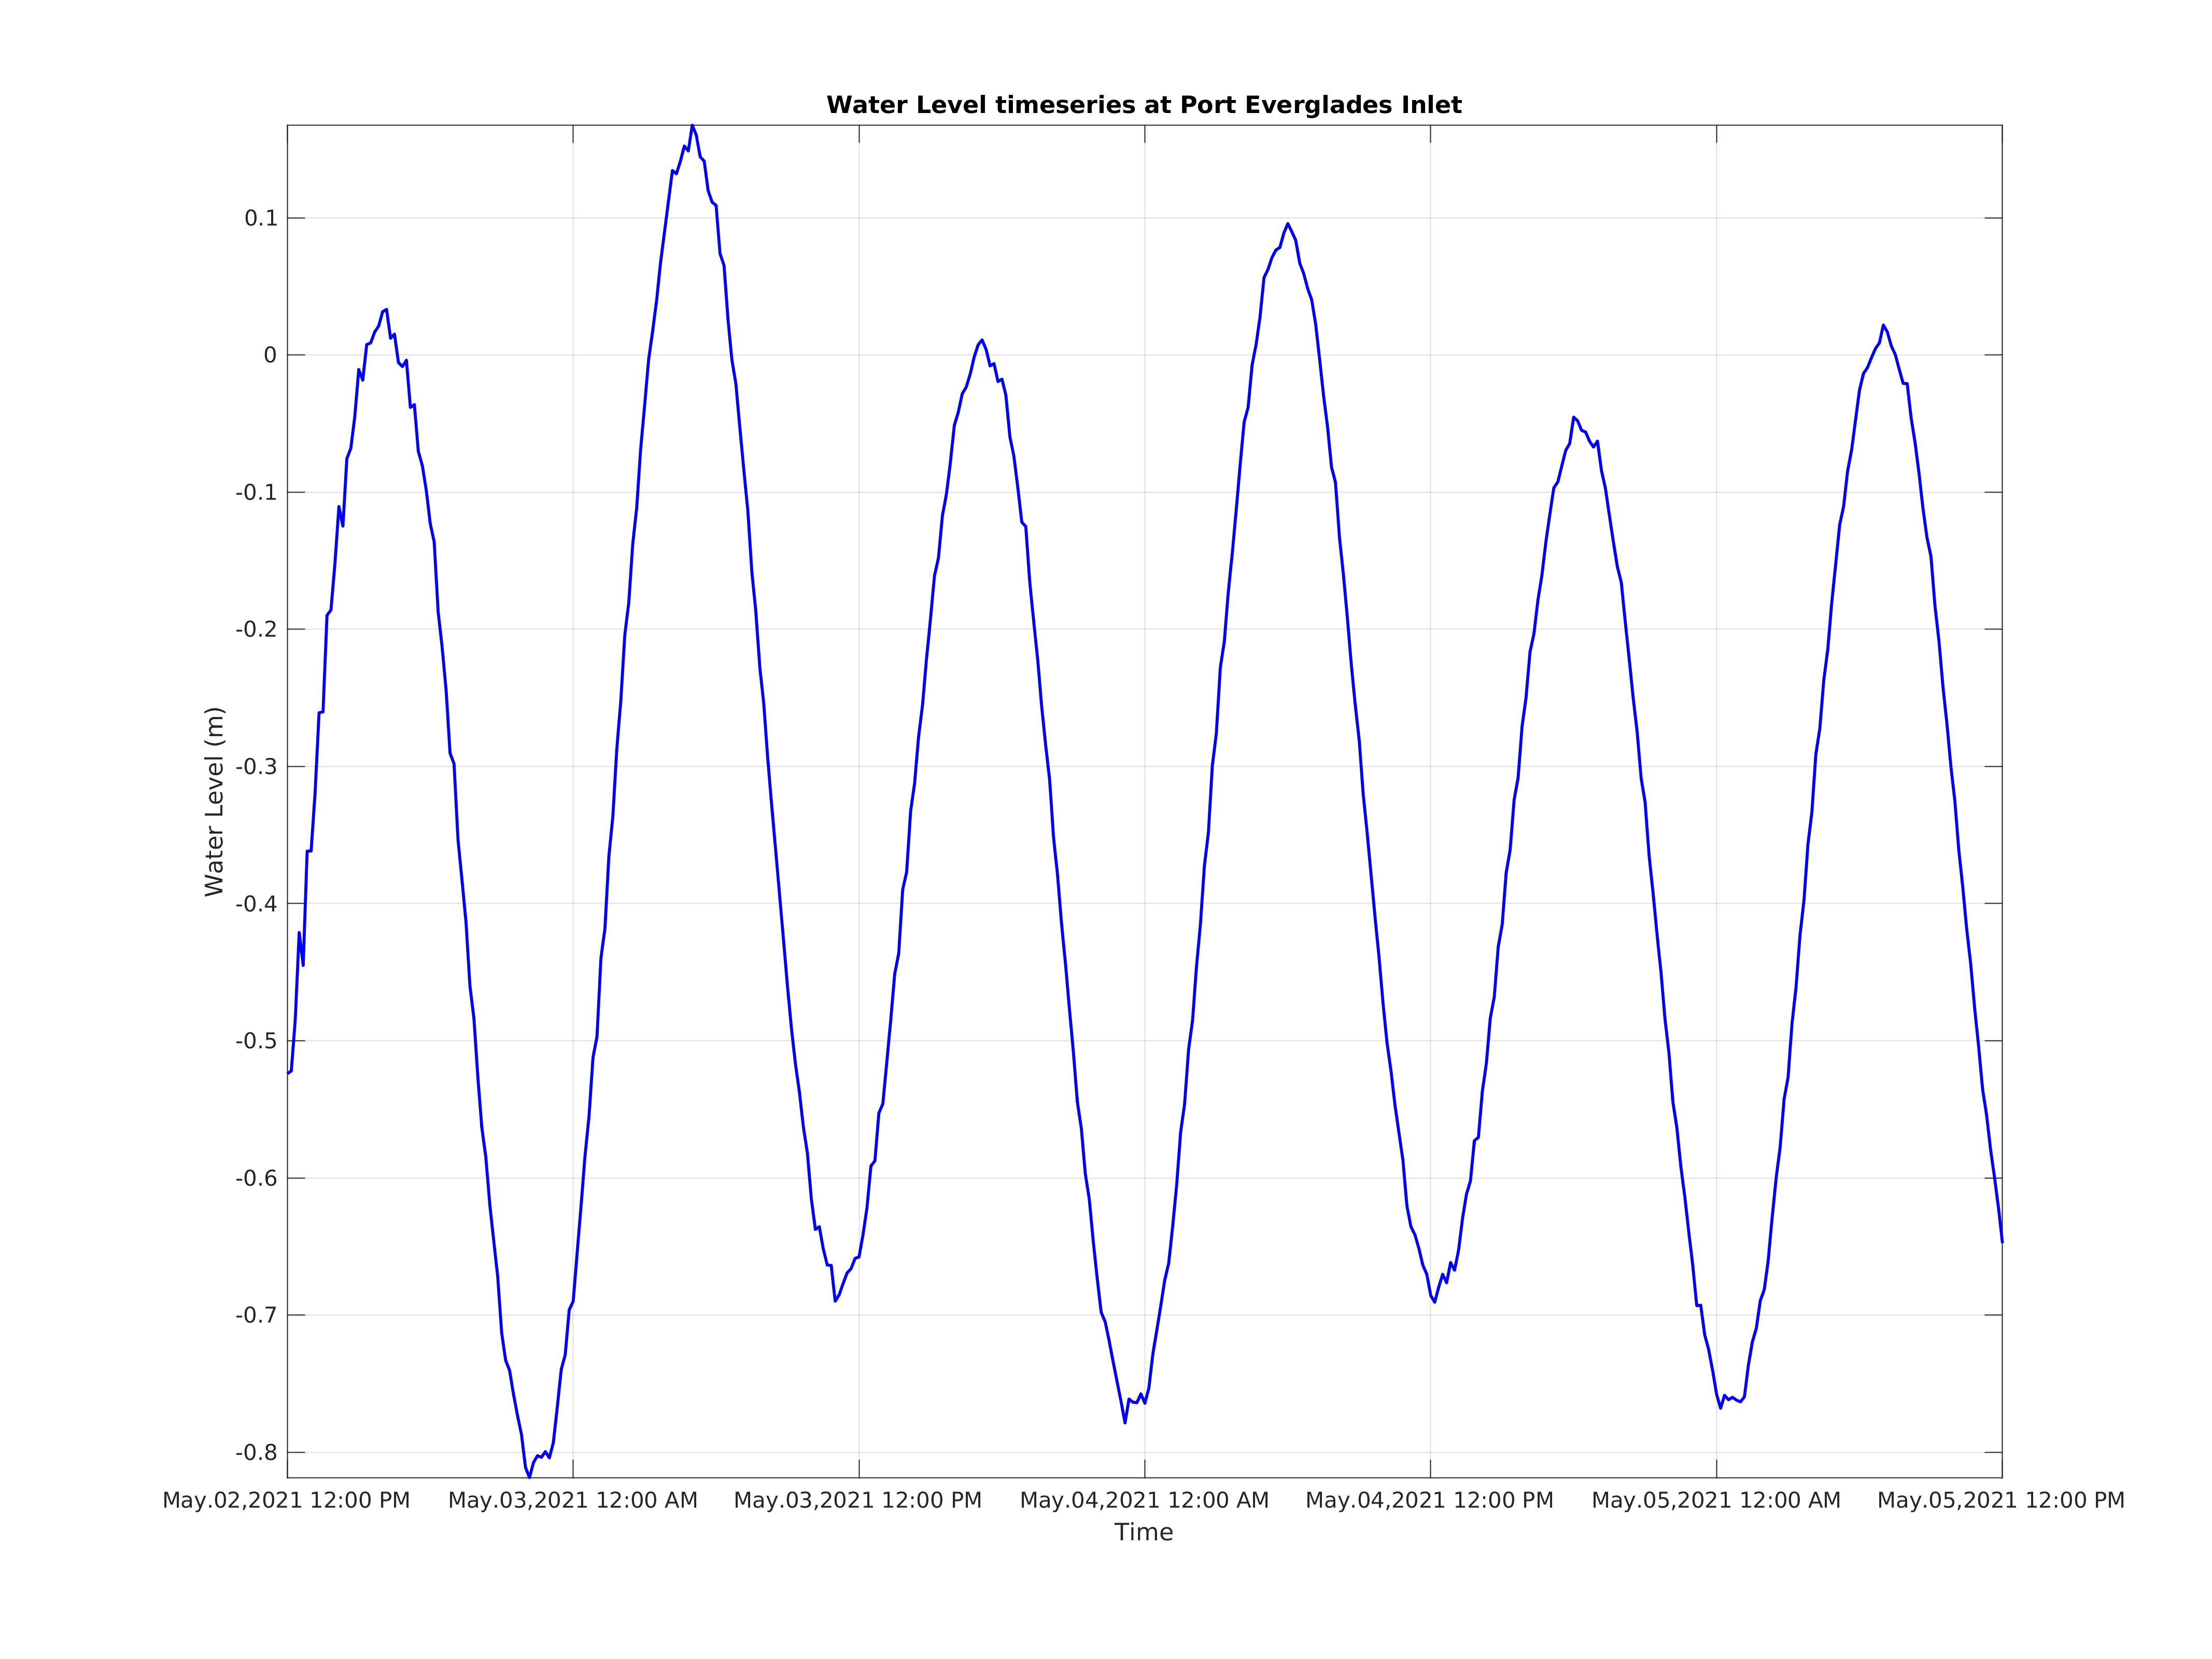 Water Level timeseries at Port Everglades Inlet
0.1
0
-0.1
-0.2
-0.3
-0.4
-0.5
-0.6
-0.7
-0.8
Water Level (m)
May.02,2021 12:00 PM May.03,2021 12:00 AM May.03,2021 12:00 PM May.04,2021 12:00 AM May.04,2021 12:00 PM May.05,2021 12:00 AM May.05,2021 12:00 PM
Time